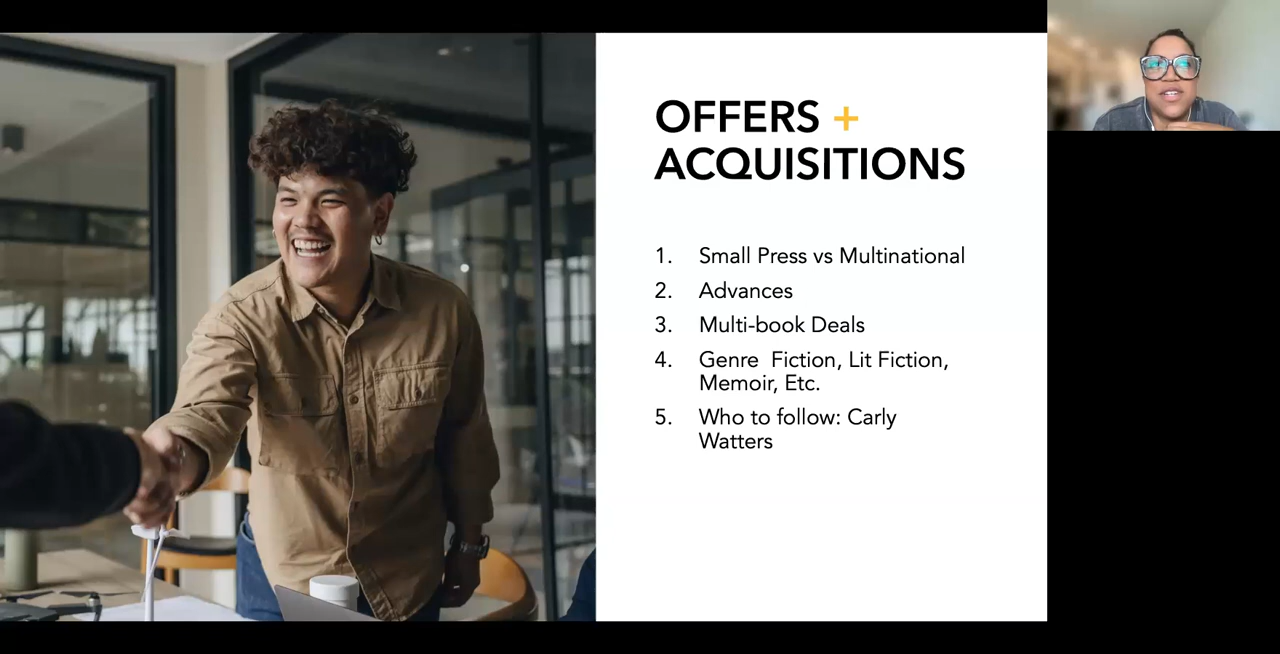 OFFERS +
ACQUISITIONS
1. Small Press vs Multinational
2. Advances
3. Multi-book Deals
4. Genre  Fiction, Lit Fiction,
Memoir, Etc.
5. Who to follow: Carly
Watters